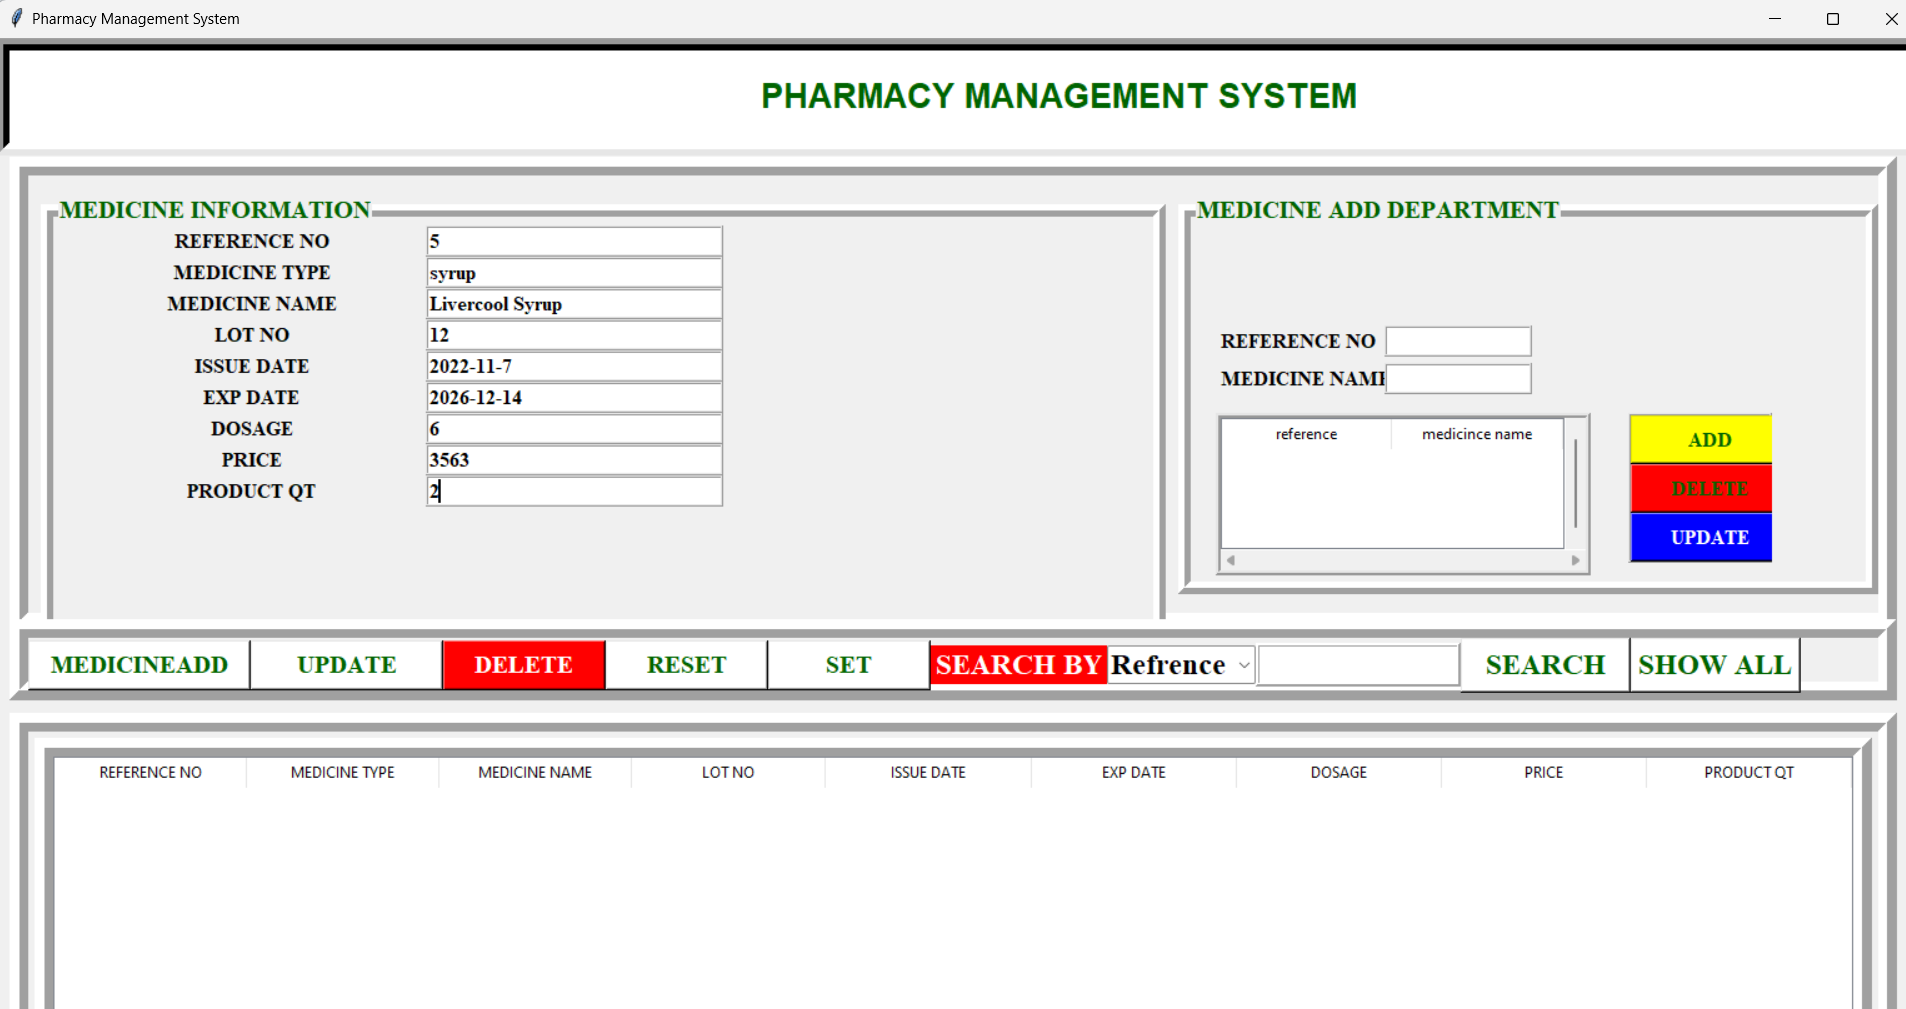 Pharmacy Management System
PHARMACY MANAGEMENT SYSTEM
MEDICINE INFORMATION
REFERENCE NO 5
MEDICINE TYPE syrup
MEDICINE NAME Livercool Syrup
LOT NO 12
ISSUE DATE 2022-11-7
EXP DATE 2026-12-14
DOSAGE 6
PRICE 3563
PRODUCT QT 2
MEDICINE ADD DEPARTMENT
REFERENCE NO
MEDICINE NAME
reference medicince name
ADD
DELETE
UPDATE
MEDICINEADD UPDATE DELETE RESET SET SEARCH BY Refrence SEARCH SHOW ALL
REFERENCE NO MEDICINE TYPE MEDICINE NAME LOT NO ISSUE DATE EXP DATE DOSAGE PRICE PRODUCT QT